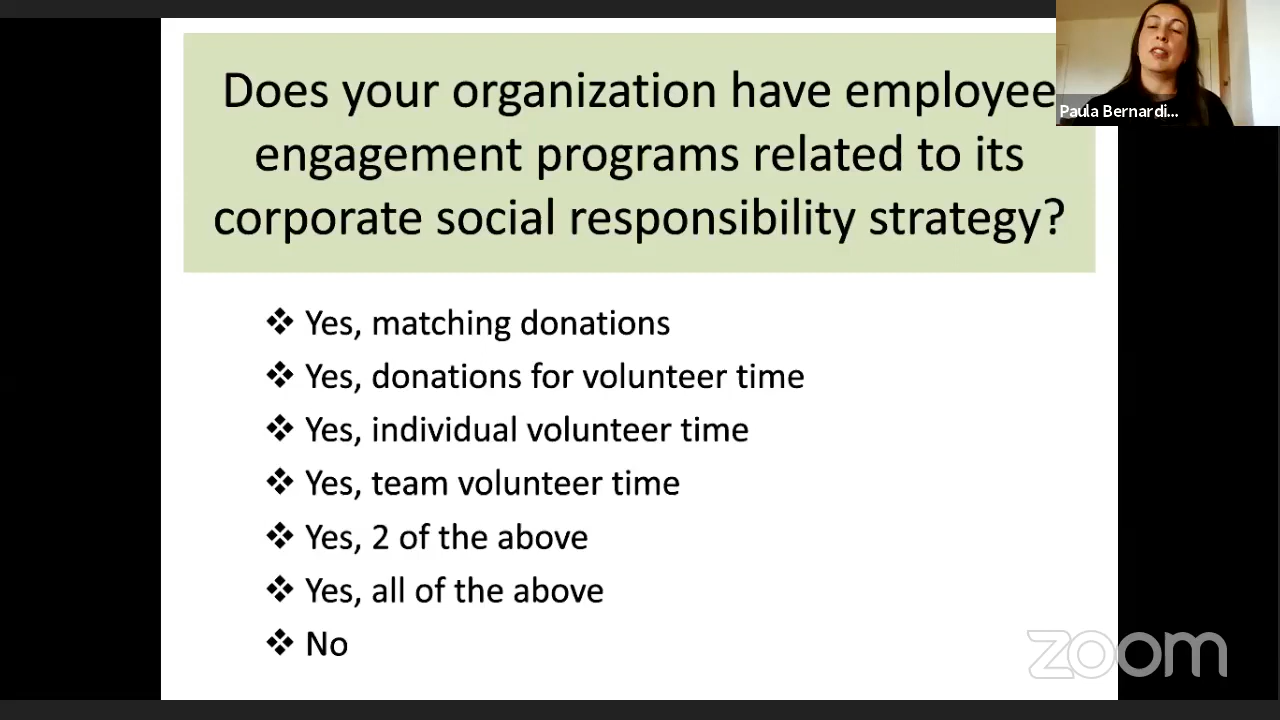 Does your organization have employee
engagement programs related to its
corporate social responsibility strategy?
Paula Bernardi...
❖ Yes, matching donations
❖ Yes, donations for volunteer time
❖ Yes, individual volunteer time
❖ Yes, team volunteer time
❖ Yes, 2 of the above
❖ Yes, all of the above
❖ No
zoom